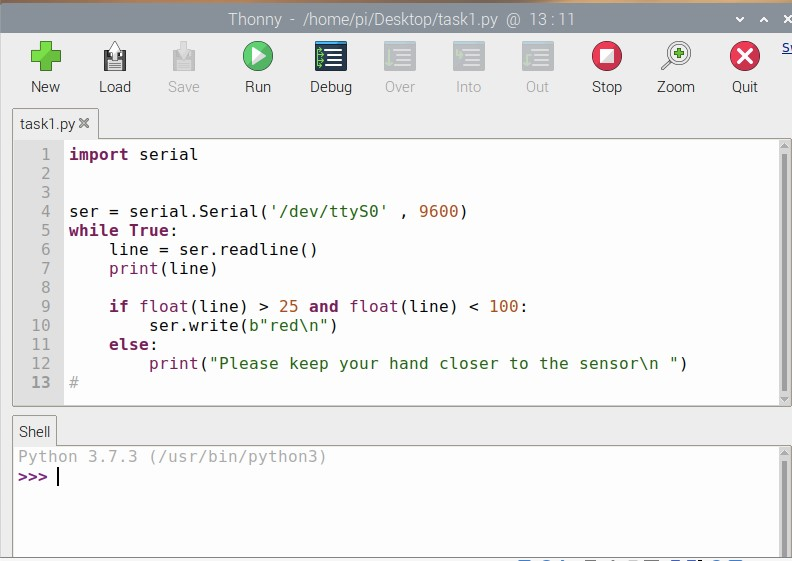 Thonny - /home/pi/Desktop/task1.py @ 13:11
New Load Save Run Debug Over Into Out Stop Zoom Quit
task1.py
1 import serial
2
3
4 ser = serial.Serial('/dev/ttyS0' , 9600)
5 while True:
6     line = ser.readline()
7     print(line)
8
9     if float(line) > 25 and float(line) < 100:
10         ser.write(b"red\n")
11     else:
12         print("Please keep your hand closer to the sensor\n ")
13 #
Shell
Python 3.7.3 (/usr/bin/python3)
>>>